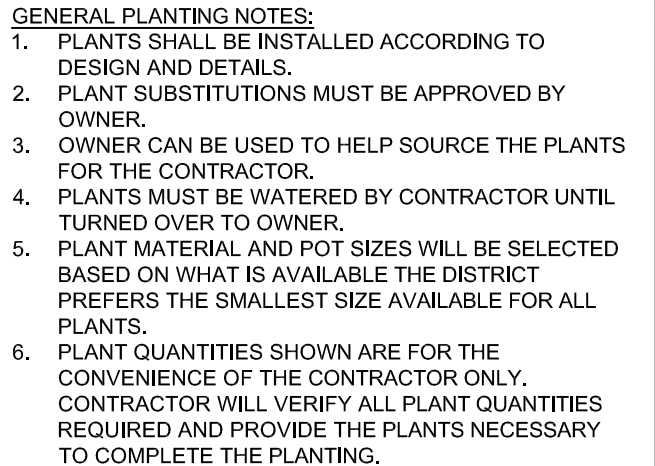 GENERAL PLANTING NOTES:
1. PLANTS SHALL BE INSTALLED ACCORDING TO
DESIGN AND DETAILS.
2. PLANT SUBSTITUTIONS MUST BE APPROVED BY
OWNER.
3. OWNER CAN BE USED TO HELP SOURCE THE PLANTS
FOR THE CONTRACTOR.
4. PLANTS MUST BE WATERED BY CONTRACTOR UNTIL
TURNED OVER TO OWNER.
5. PLANT MATERIAL AND POT SIZES WILL BE SELECTED
BASED ON WHAT IS AVAILABLE THE DISTRICT
PREFERS THE SMALLEST SIZE AVAILABLE FOR ALL
PLANTS.
6. PLANT QUANTITIES SHOWN ARE FOR THE
CONVENIENCE OF THE CONTRACTOR ONLY.
CONTRACTOR WILL VERIFY ALL PLANT QUANTITIES
REQUIRED AND PROVIDE THE PLANTS NECESSARY
TO COMPLETE THE PLANTING.